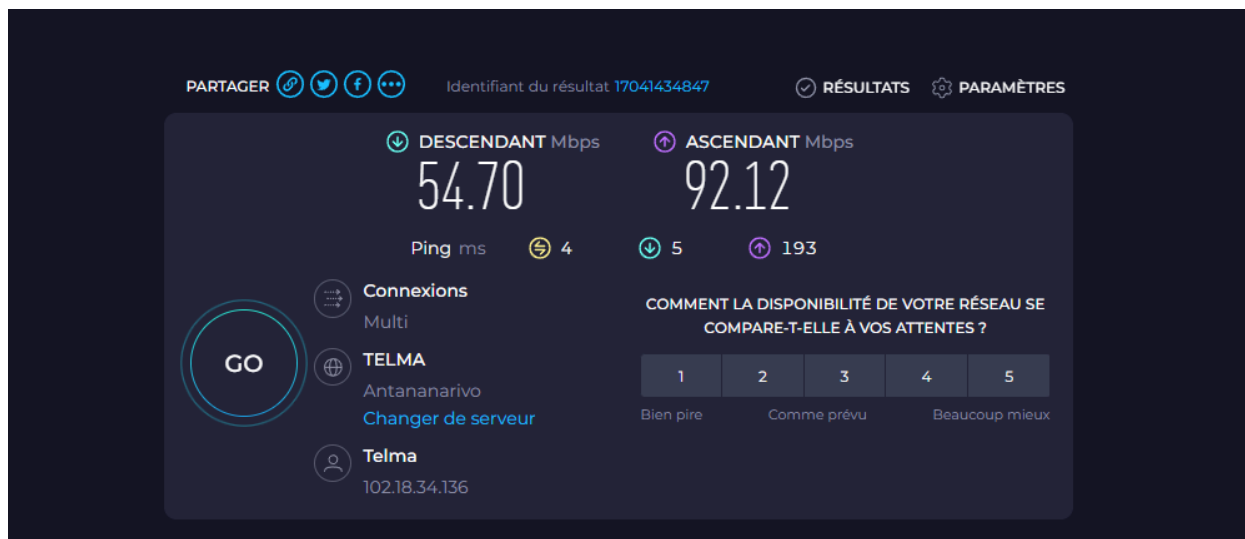 PARTAGER Identifiant du résultat 17041434847 RÉSULTATS PARAMÈTRES
DESCENDANT Mbps ASCENDANT Mbps
54.70 92.12
Ping ms 4 5 193
Connexions
Multi
COMMENT LA DISPONIBILITÉ DE VOTRE RÉSEAU SE
COMPARE-T-ELLE À VOS ATTENTES ?
GO
TELMA
Antananarivo
Changer de serveur
1 2 3 4 5
Bien pire Comme prévu Beaucoup mieux
Telma
102.18.34.136